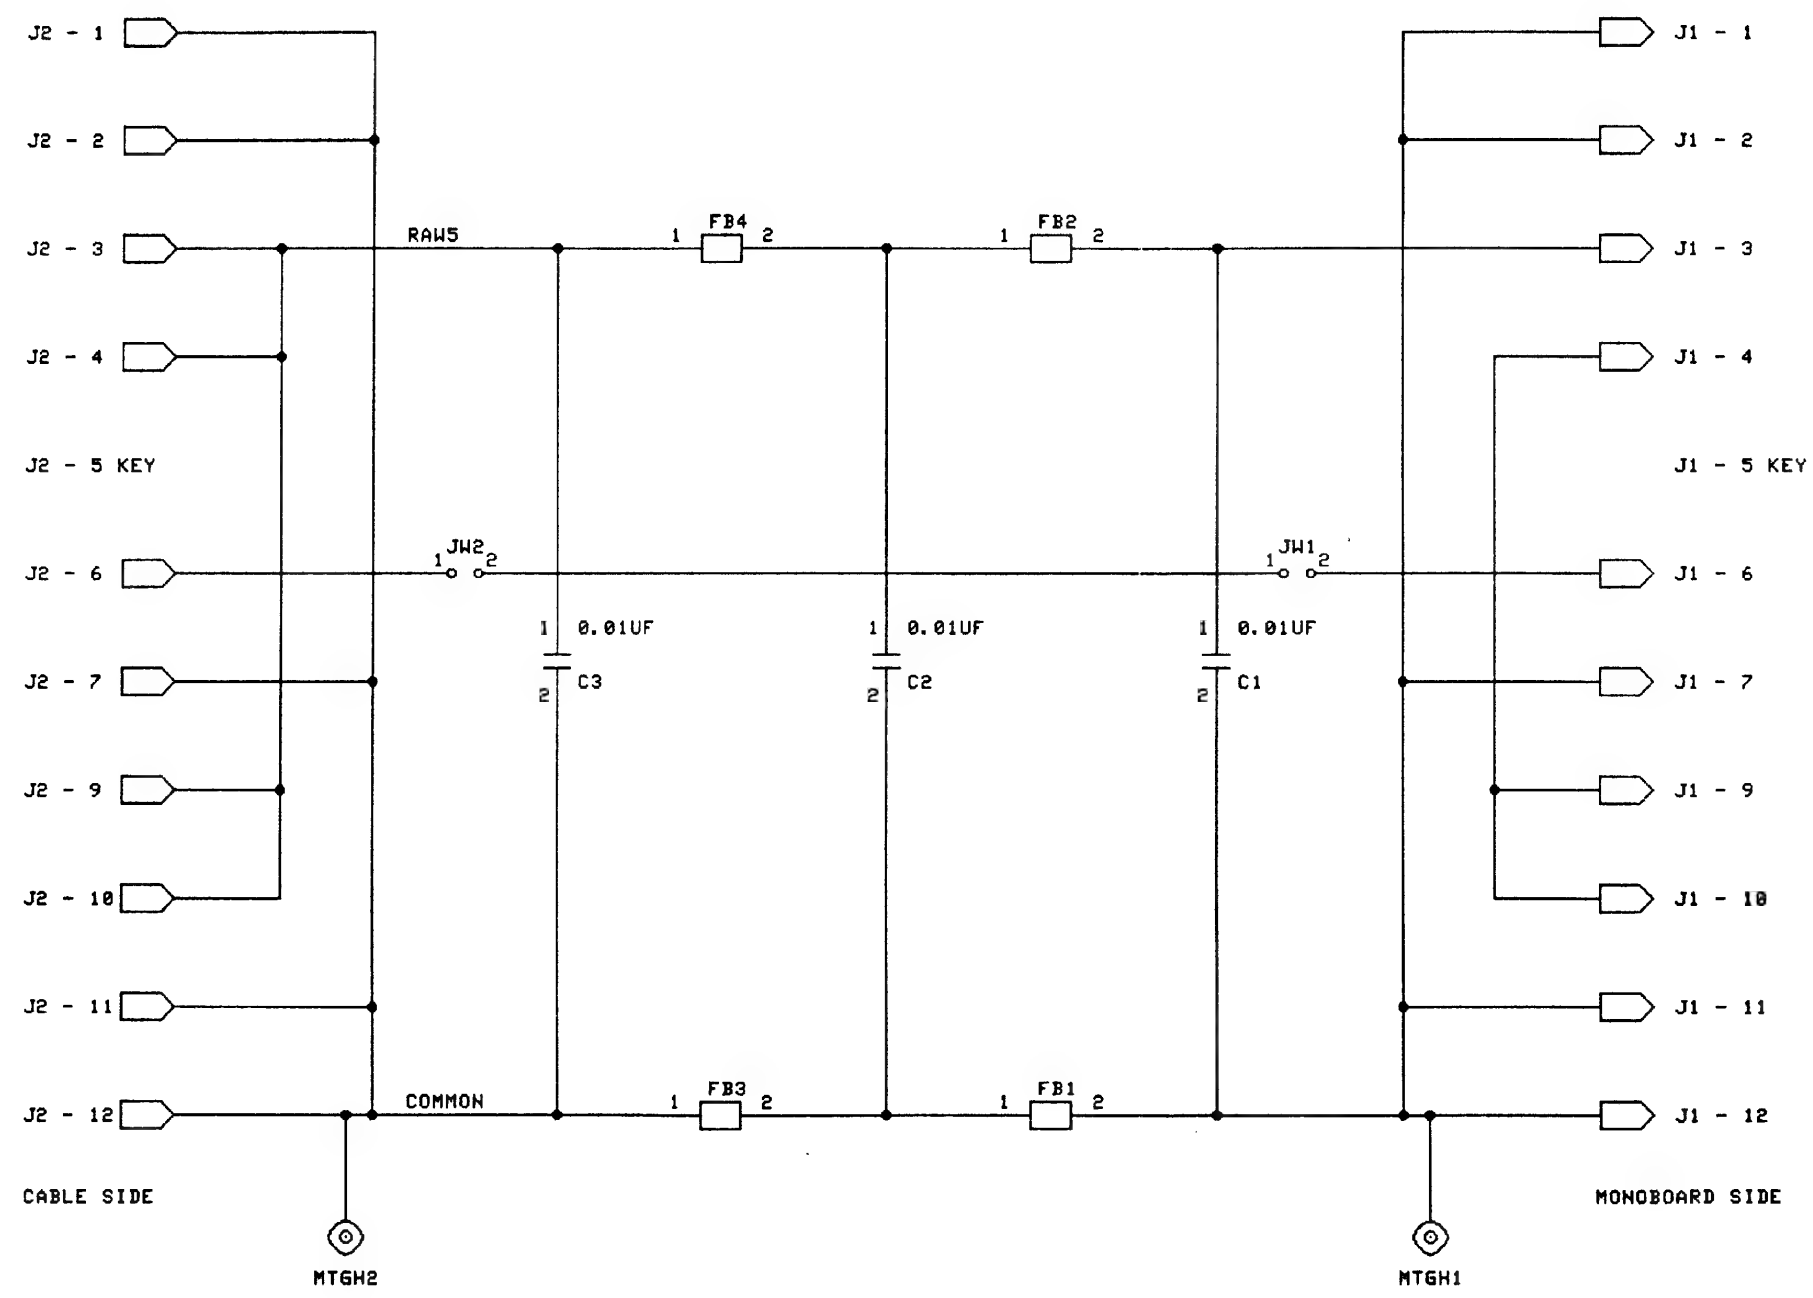 J2 - 1
J1 - 1
J2 - 2
J1 - 2
FB4
FB2
J2 - 3
RAW5
1
2
1
2
J1 - 3
J2 - 4
J1 - 4
J2 - 5 KEY
J1 - 5 KEY
JW2
JW1
J2 - 6
1
2
1
2
J1 - 6
1
0.01UF
1
0.01UF
1
0.01UF
J2 - 7
2
C3
2
C2
2
C1
J1 - 7
J2 - 9
J1 - 9
J2 - 10
J1 - 10
J2 - 11
J1 - 11
FB3
FB1
J2 - 12
COMMON
1
2
1
2
J1 - 12
CABLE SIDE
MONOBOARD SIDE
MTGH2
MTGH1